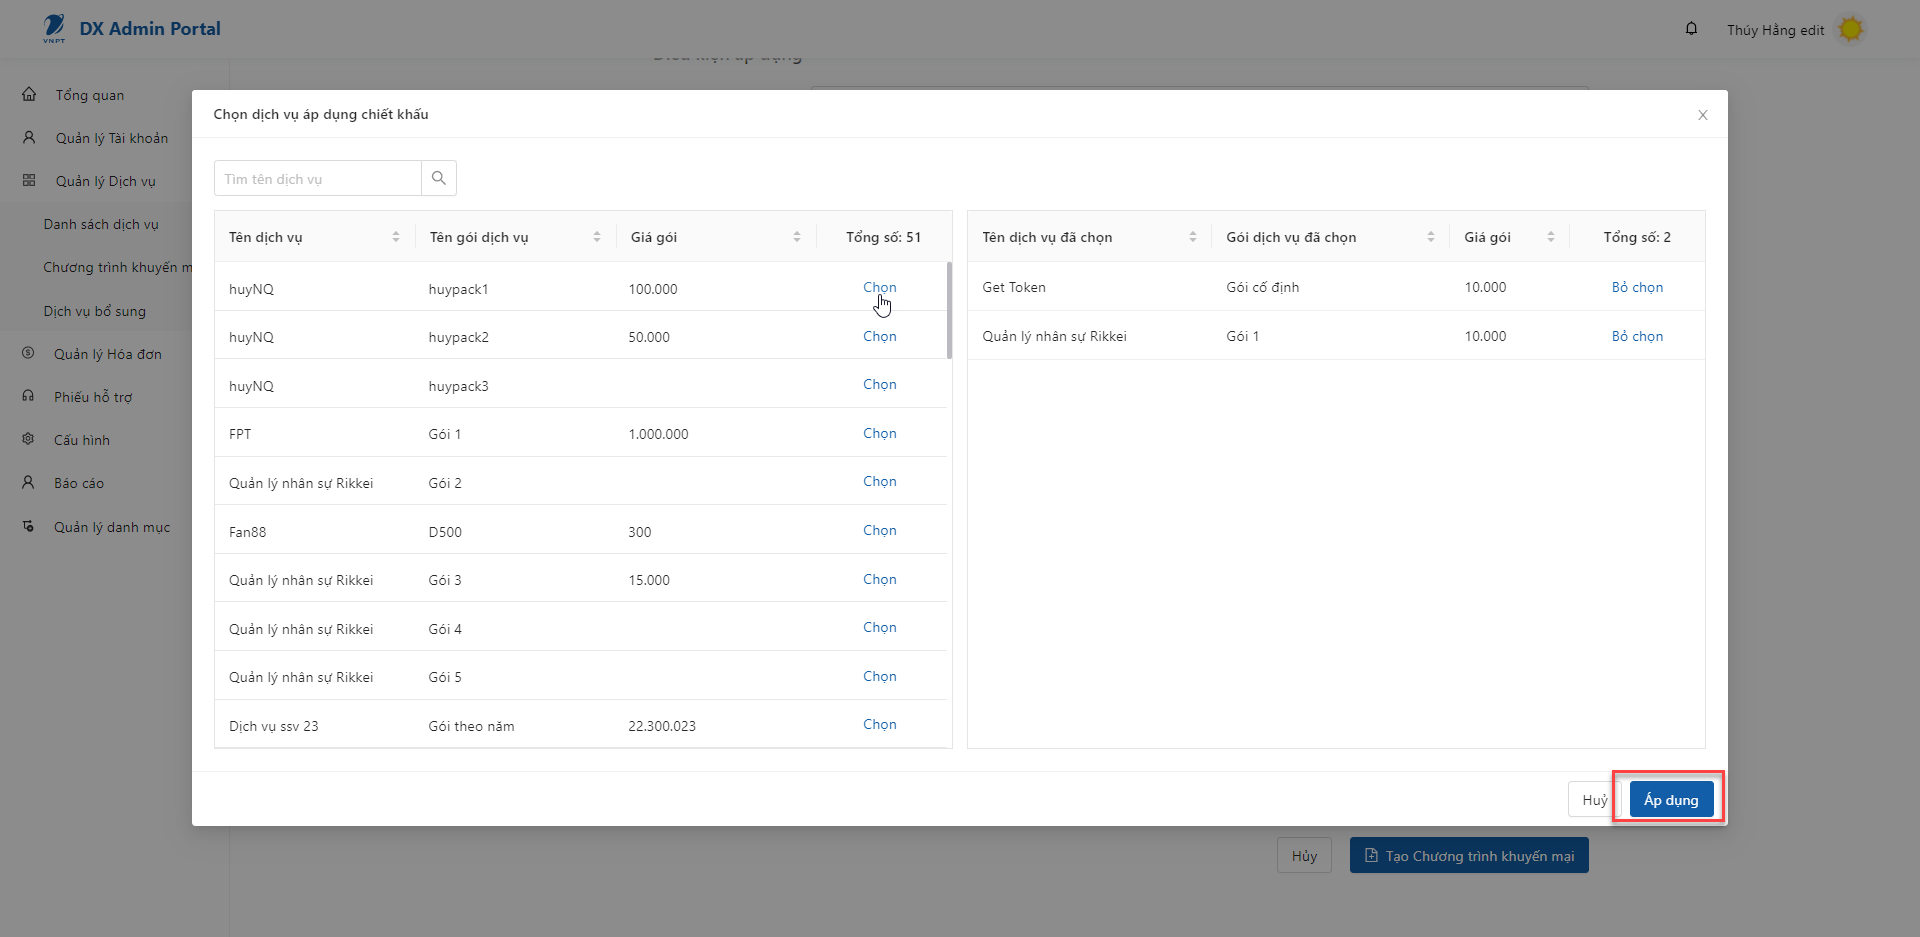 VNPT
DX Admin Portal
Thúy Hằng edit
Điều kiện áp dụng
Tổng quan
Quản lý Tài khoản
Quản lý Dịch vụ
Danh sách dịch vụ
Chương trình khuyến m
Dịch vụ bổ sung
Quản lý Hóa đơn
Phiếu hỗ trợ
Cấu hình
Báo cáo
Quản lý danh mục
Chọn dịch vụ áp dụng chiết khấu
Tìm tên dịch vụ
Tên dịch vụ Tên gói dịch vụ Giá gói Tổng số: 51
huyNQ huypack1 100.000 Chọn
huyNQ huypack2 50.000 Chọn
huyNQ huypack3 Chọn
FPT Gói 1 1.000.000 Chọn
Quản lý nhân sự Rikkei Gói 2 Chọn
Fan88 D500 300 Chọn
Quản lý nhân sự Rikkei Gói 3 15.000 Chọn
Quản lý nhân sự Rikkei Gói 4 Chọn
Quản lý nhân sự Rikkei Gói 5 Chọn
Dịch vụ ssv 23 Gói theo năm 22.300.023 Chọn
Tên dịch vụ đã chọn Gói dịch vụ đã chọn Giá gói Tổng số: 2
Get Token Gói cố định 10.000 Bỏ chọn
Quản lý nhân sự Rikkei Gói 1 10.000 Bỏ chọn
Huỷ Áp dụng
Hủy Tạo Chương trình khuyến mại